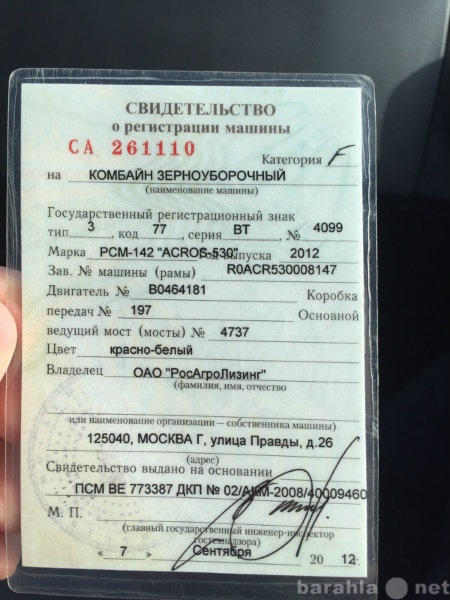 СВИДЕТЕЛЬСТВО
о регистрации машины
СА 261110
Категория F
на КОМБАЙН ЗЕРНОУБОРОЧНЫЙ
(наименование машины)
Государственный регистрационный знак
тип 3, код 77, серия ВТ, № 4099
Марка РСМ-142 "ACROS-530" Год выпуска 2012
Зав. № машины (рамы) R0ACR530008147
Двигатель № В0464181 Коробка
передач № 197 Основной
ведущий мост (мосты) № 4737
Цвет красно-белый
Владелец ОАО "РосАгроЛизинг"
(фамилия, имя, отчество
или наименование организации – собственника машины)
125040, МОСКВА Г, улица Правды, д.26
(адрес)
Свидетельство выдано на основании
ПСМ ВЕ 773387 ДКП № 02/АКМ-2008/40009460
М. П.
(главный государственный инженер-инспектор
гостехнадзора)
« 7 » Сентября 20 12 г.
barahla net